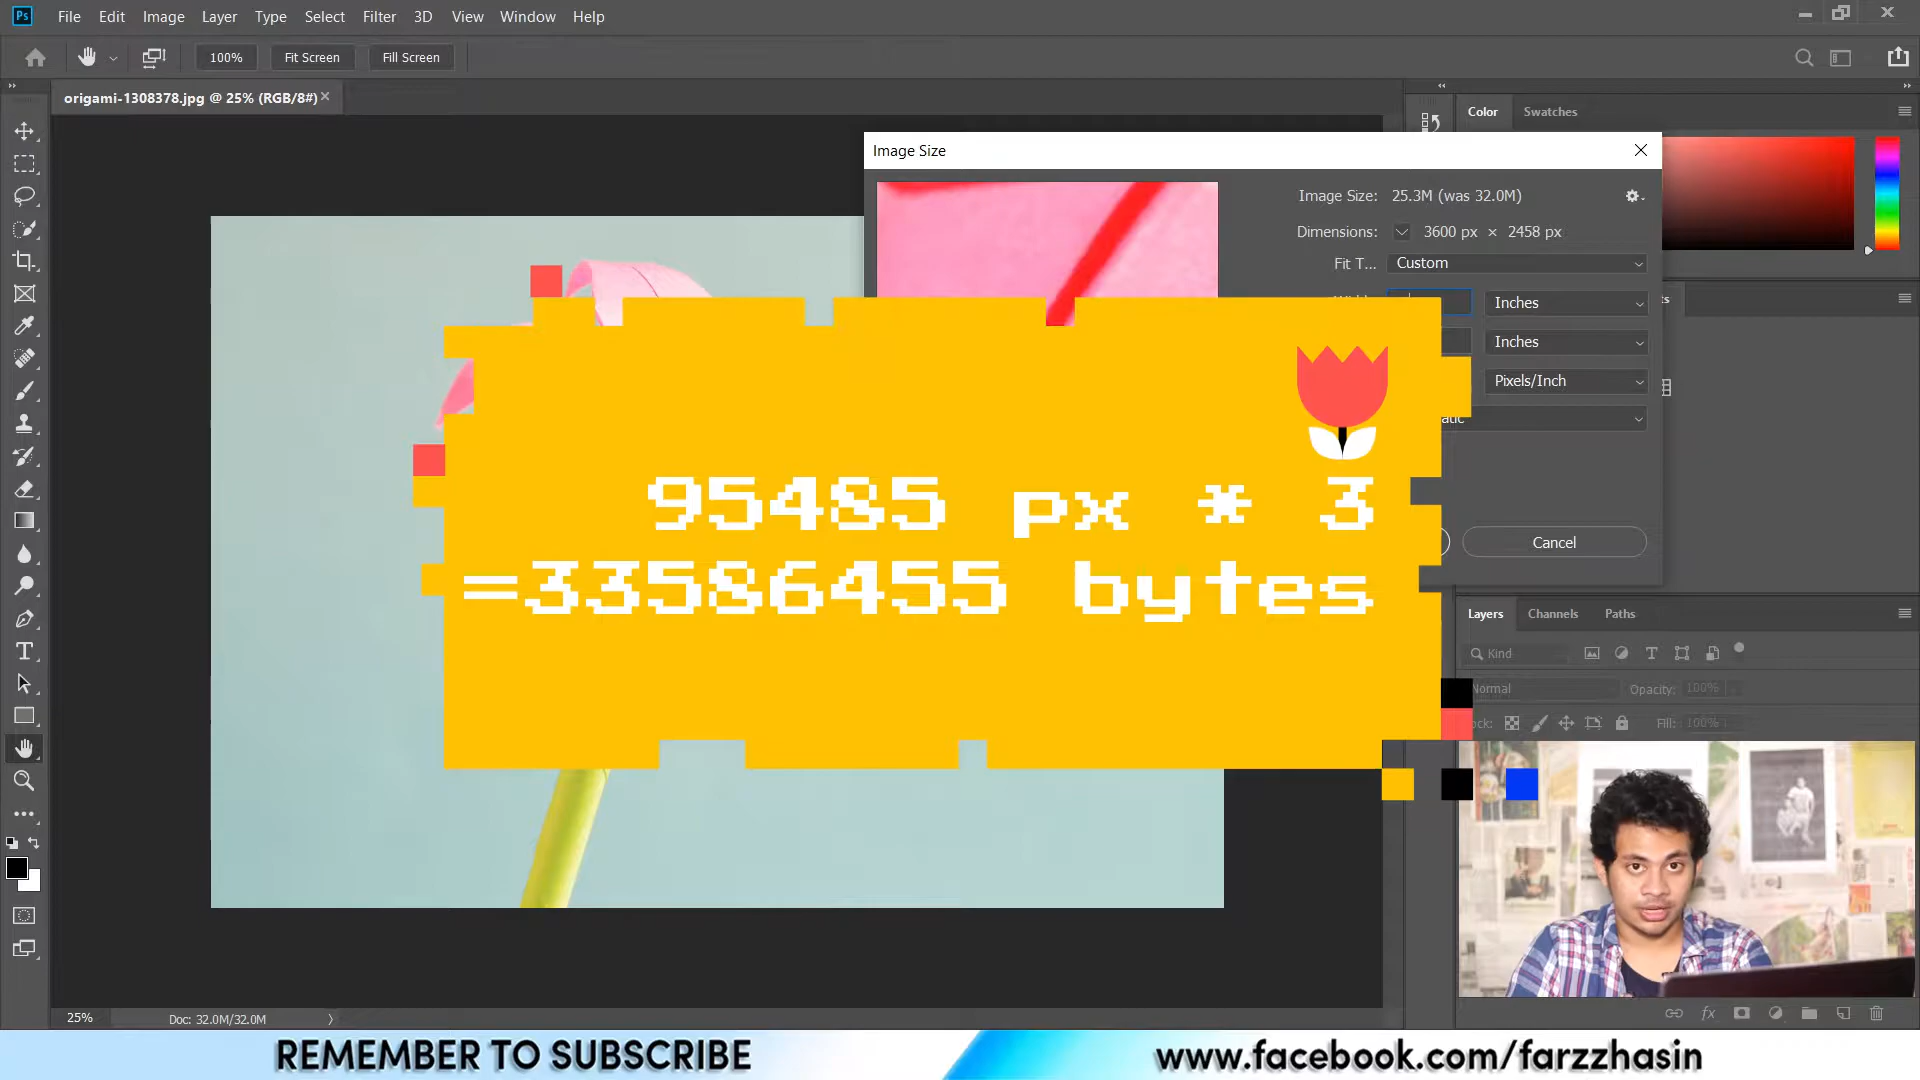 Ps File Edit Image Layer Type Select Filter 3D View Window Help
100% Fit Screen Fill Screen
origami-1308378.jpg @ 25% (RGB/8#)
Color Swatches
Image Size
Image Size: 25.3M (was 32.0M)
Dimensions: 3600 px × 2458 px
Fit T... Custom
Inches
Inches
Pixels/Inch
95485 px * 3
=33586455 bytes
Cancel
Layers Channels Paths
Kind
Normal Opacity: 100%
Fill: 100%
25% Doc: 32.0M/32.0M
REMEMBER TO SUBSCRIBE www.facebook.com/farzzhasin